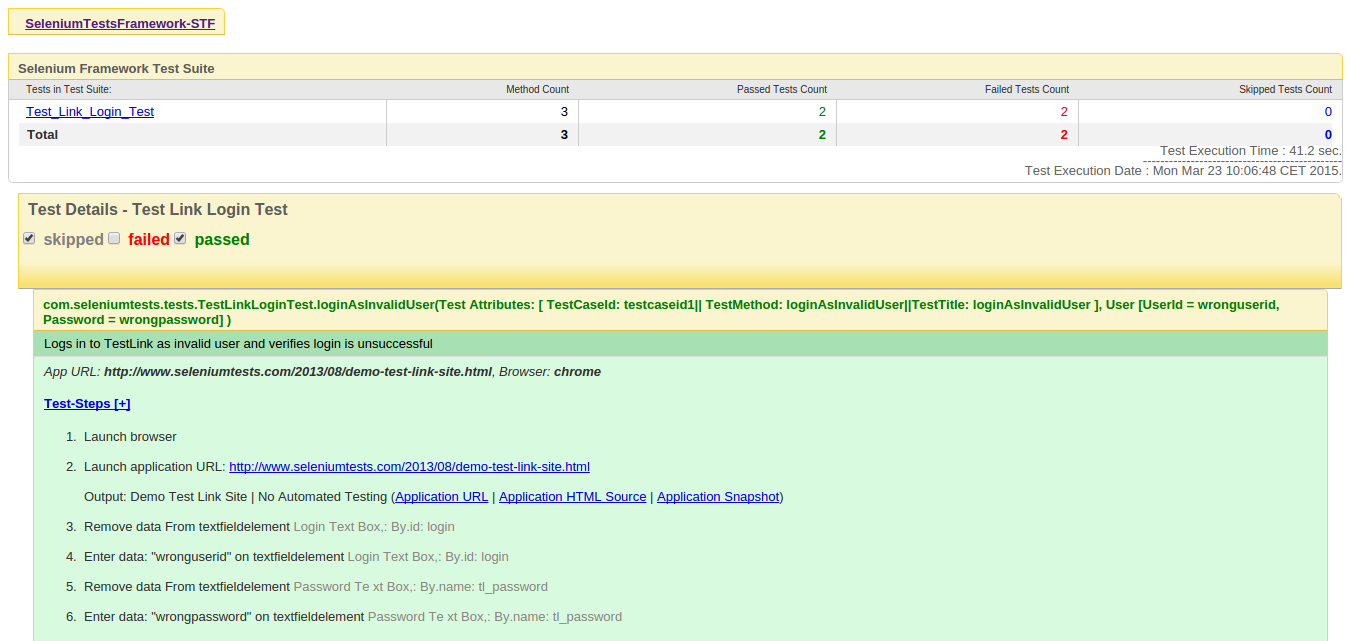 SeleniumTestsFramework-STF
Selenium Framework Test Suite
Tests in Test Suite: Method Count Passed Tests Count Failed Tests Count Skipped Tests Count
Test_Link_Login_Test 3 2 2 0
Total 3 2 2 0
Test Execution Time : 41.2 sec.
Test Execution Date : Mon Mar 23 10:06:48 CET 2015.
Test Details - Test Link Login Test
skipped failed passed
com.seleniumtests.tests.TestLinkLoginTest.loginAsInvalidUser(Test Attributes: [ TestCaseId: testcaseid1|| TestMethod: loginAsInvalidUser||TestTitle: loginAsInvalidUser ], User [UserId = wronguserid,
Password = wrongpassword] )
Logs in to TestLink as invalid user and verifies login is unsuccessful
App URL: http://www.seleniumtests.com/2013/08/demo-test-link-site.html, Browser: chrome
Test-Steps [+]
1. Launch browser
2. Launch application URL: http://www.seleniumtests.com/2013/08/demo-test-link-site.html
Output: Demo Test Link Site | No Automated Testing (Application URL | Application HTML Source | Application Snapshot)
3. Remove data From textfieldelement Login Text Box,: By.id: login
4. Enter data: "wronguserid" on textfieldelement Login Text Box,: By.id: login
5. Remove data From textfieldelement Password Te xt Box,: By.name: tl_password
6. Enter data: "wrongpassword" on textfieldelement Password Te xt Box,: By.name: tl_password